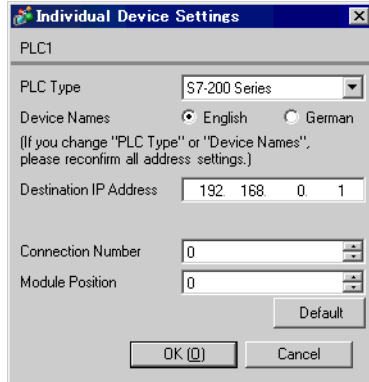 Individual Device Settings
PLC1
PLC Type S7-200 Series
Device Names English German
(If you change "PLC Type" or "Device Names",
please reconfirm all address settings.)
Destination IP Address 192. 168. 0. 1
Connection Number 0
Module Position 0
Default
OK (O) Cancel